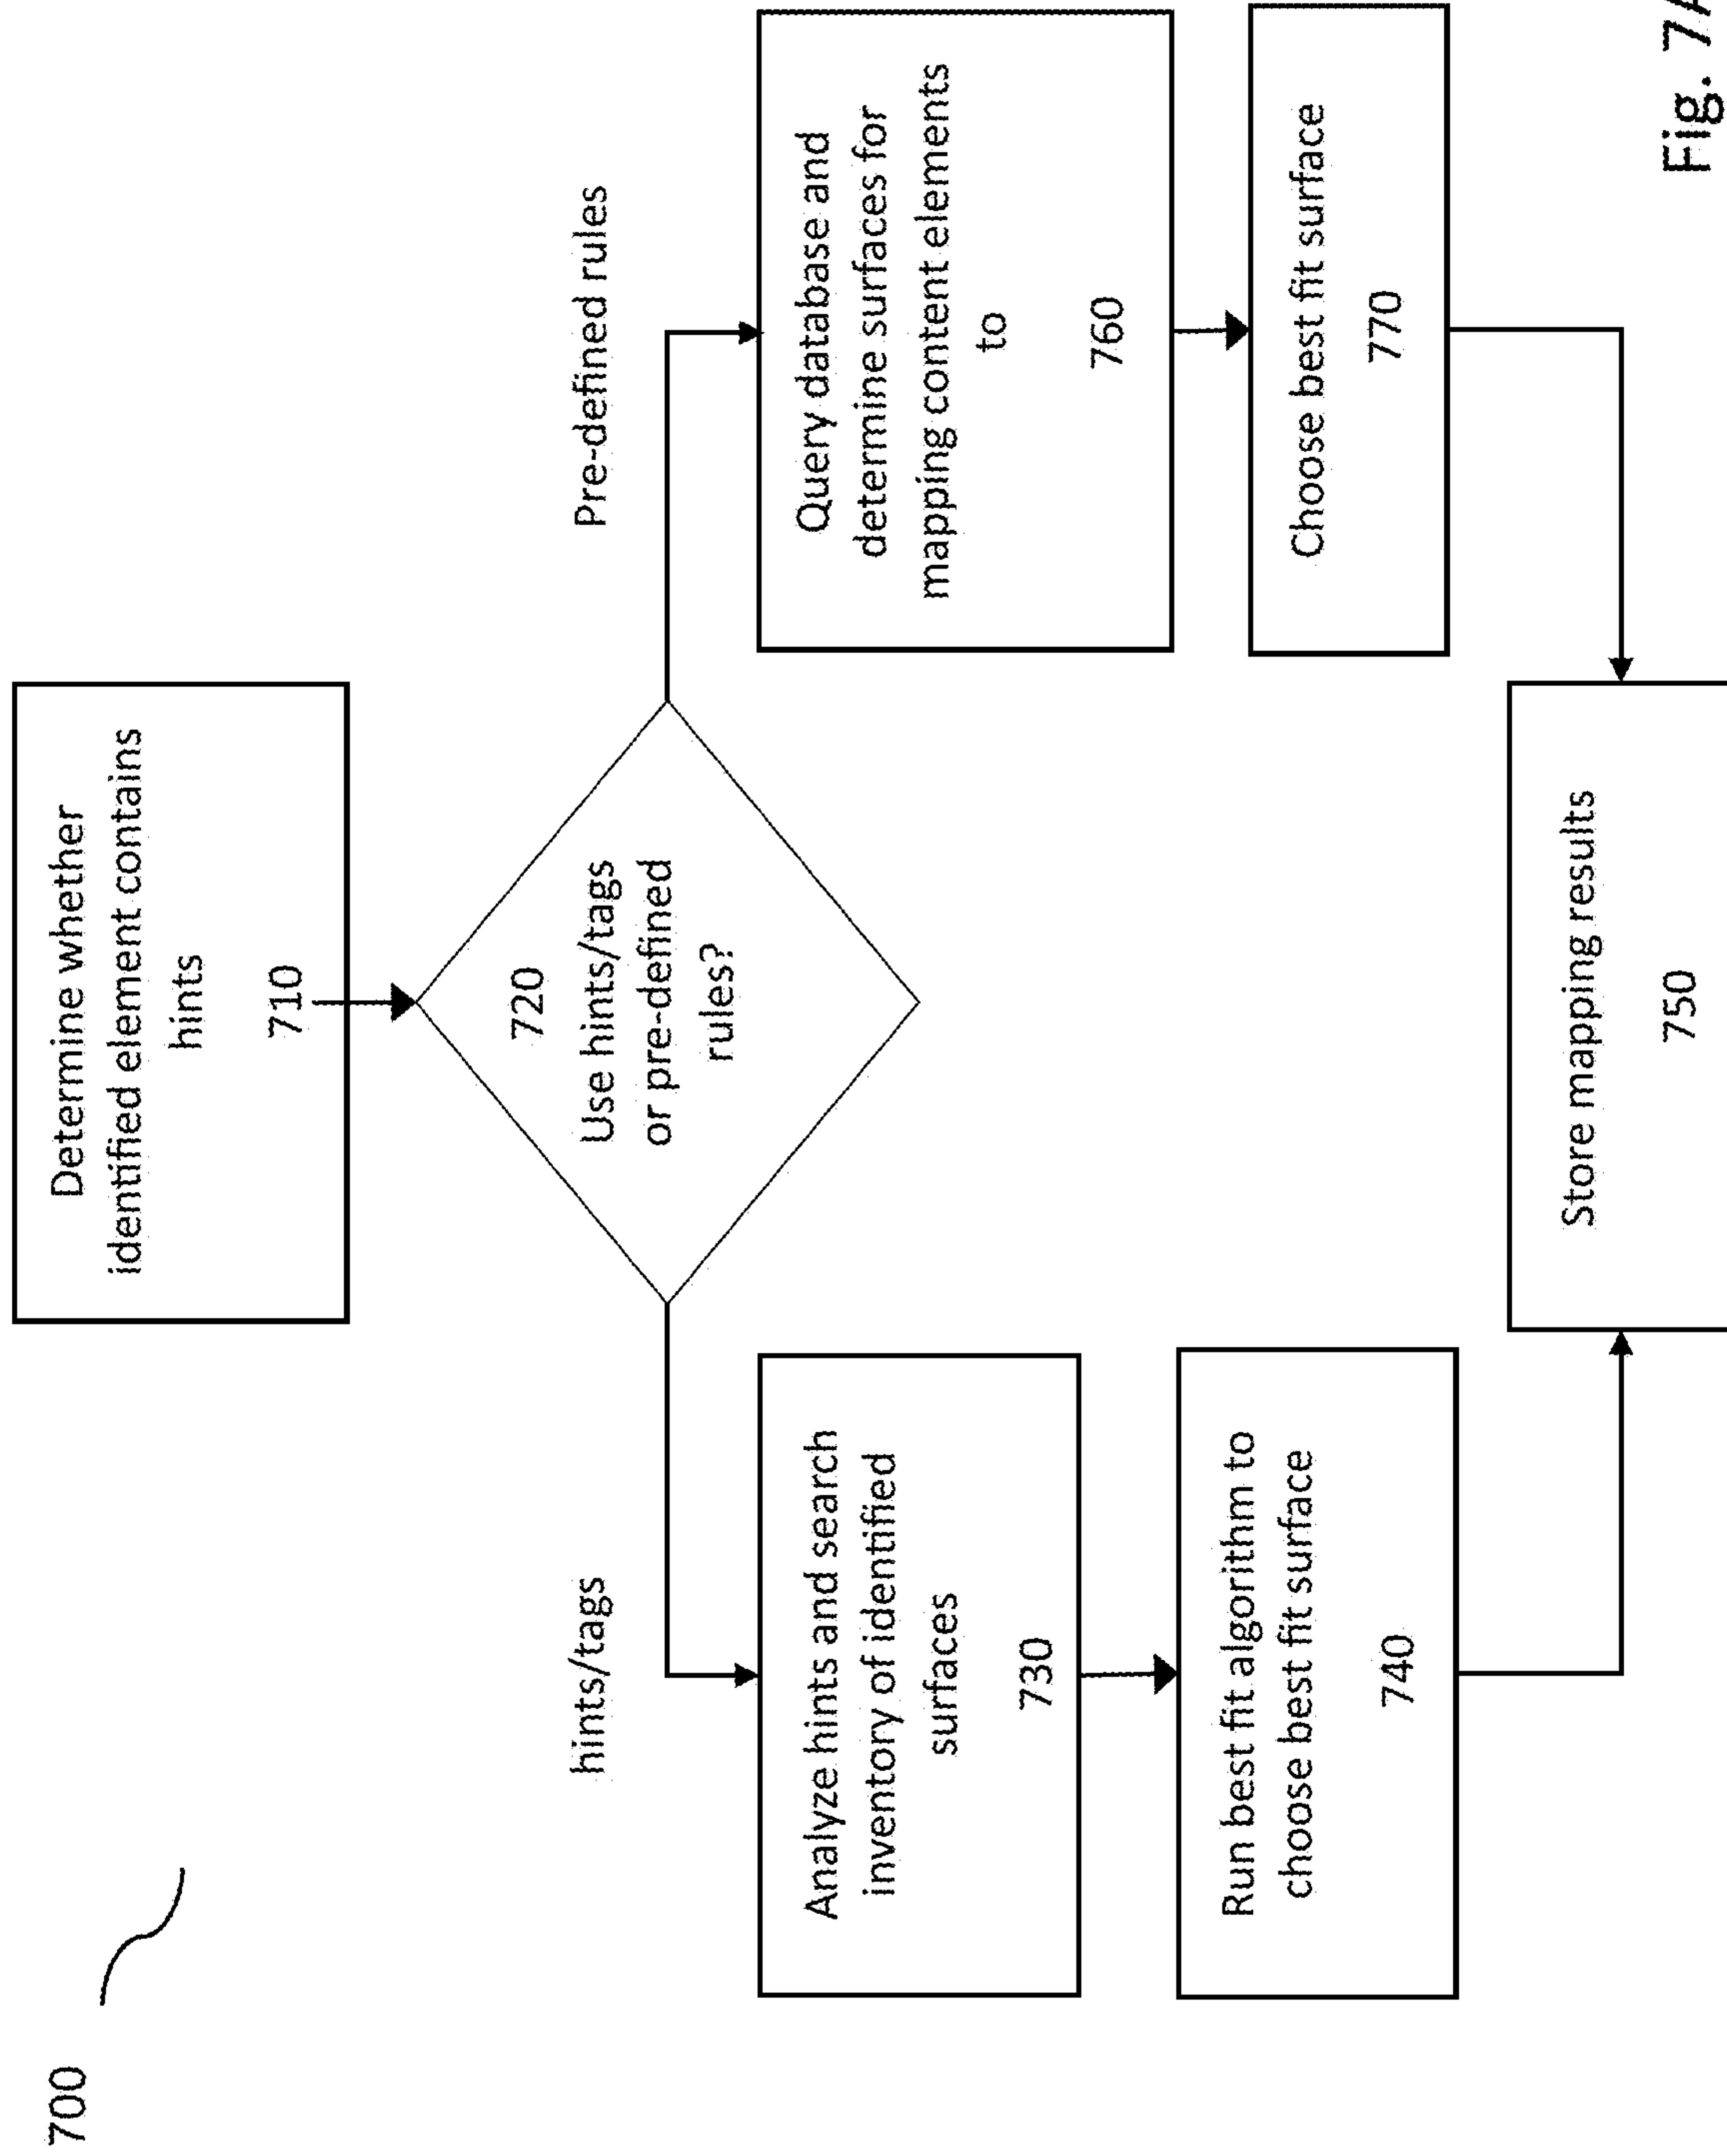 700
Determine whether
identified element contains
hints
710
720
Use hints/tags
or pre-defined
rules?
hints/tags
Pre-defined rules
Analyze hints and search
inventory of identified
surfaces
730
Run best fit algorithm to
choose best fit surface
740
Query database and
determine surfaces for
mapping content elements
to
760
Choose best fit surface
770
Store mapping results
750
Fig. 7A